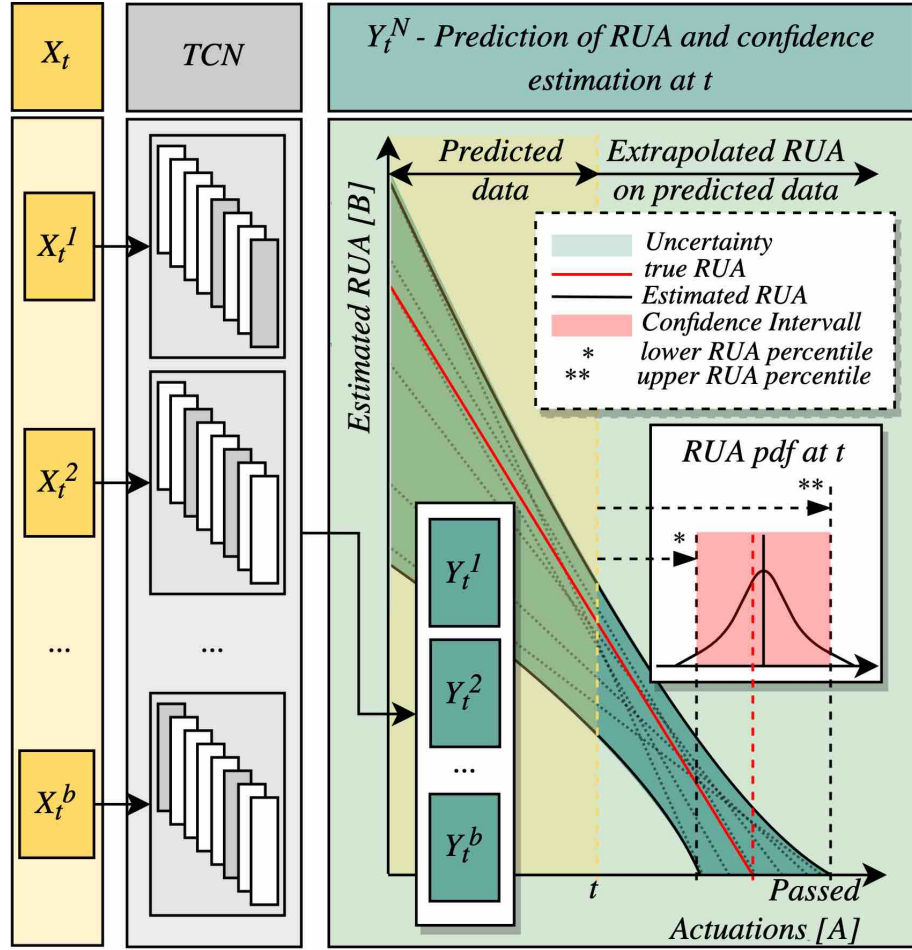 X_t
TCN
Y_t^N - Prediction of RUA and confidence
estimation at t
X_t^1
X_t^2
...
X_t^b
...
Estimated RUA [B]
Predicted
data
Extrapolated RUA
on predicted data
Uncertainty
true RUA
Estimated RUA
Confidence Intervall
* lower RUA percentile
** upper RUA percentile
RUA pdf at t
**
*
Y_t^1
Y_t^2
...
Y_t^b
t
Passed
Actuations [A]